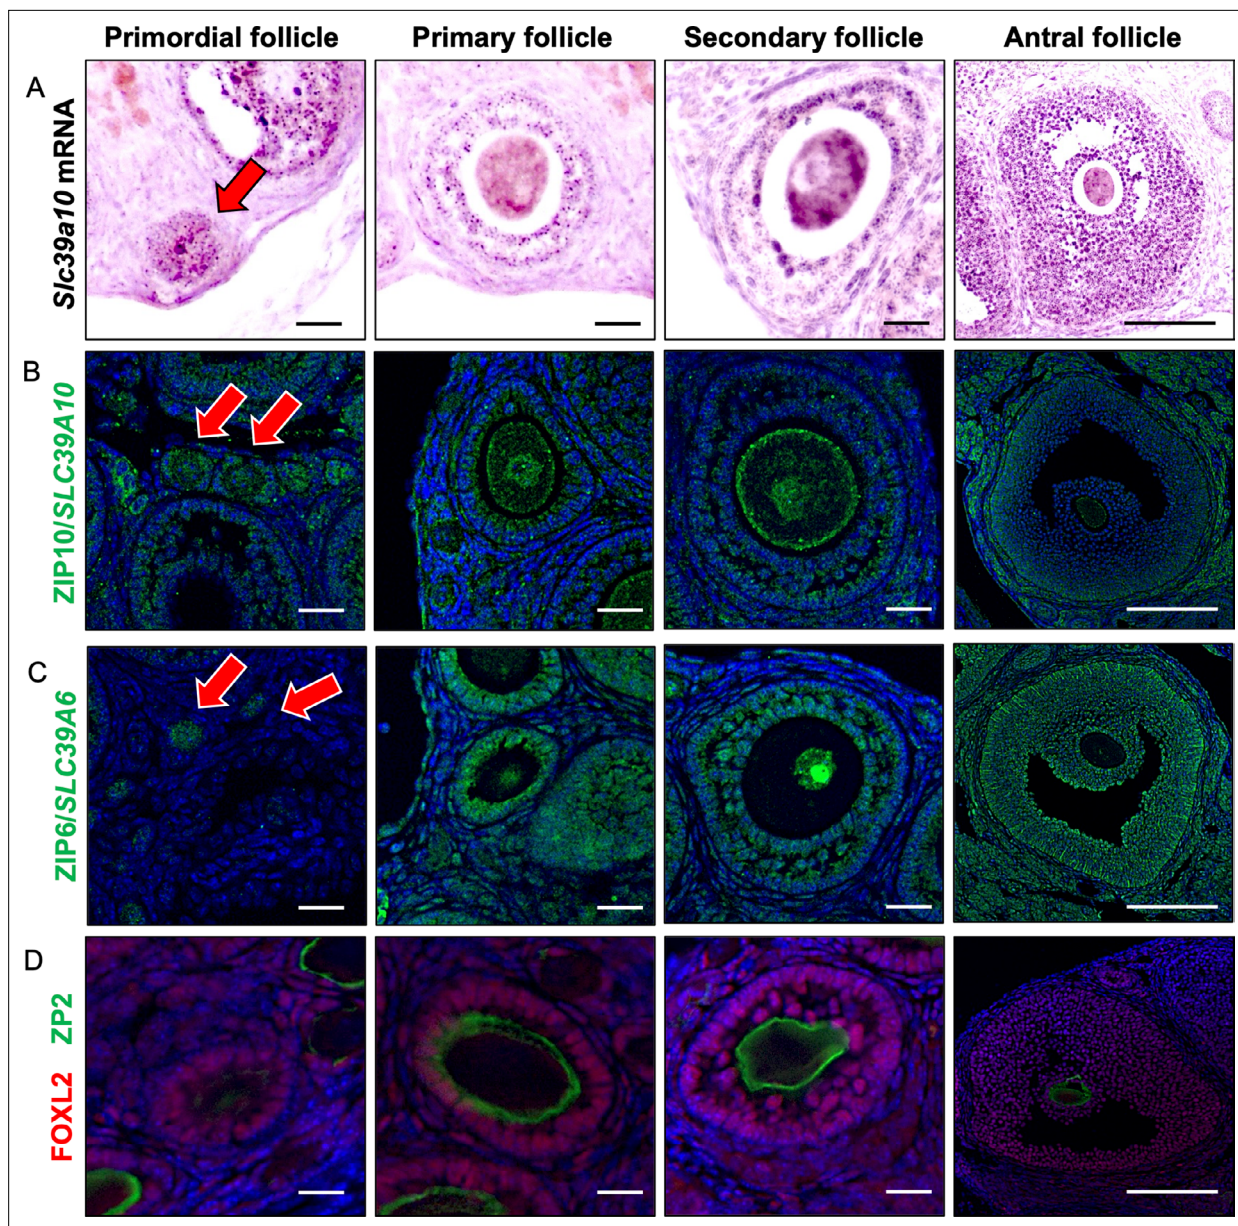 Primordial follicle
Primary follicle
Secondary follicle
Antral follicle
A
Slc39a10 mRNA
B
ZIP10/SLC39A10
C
ZIP6/SLC39A6
D
FOXL2 ZP2